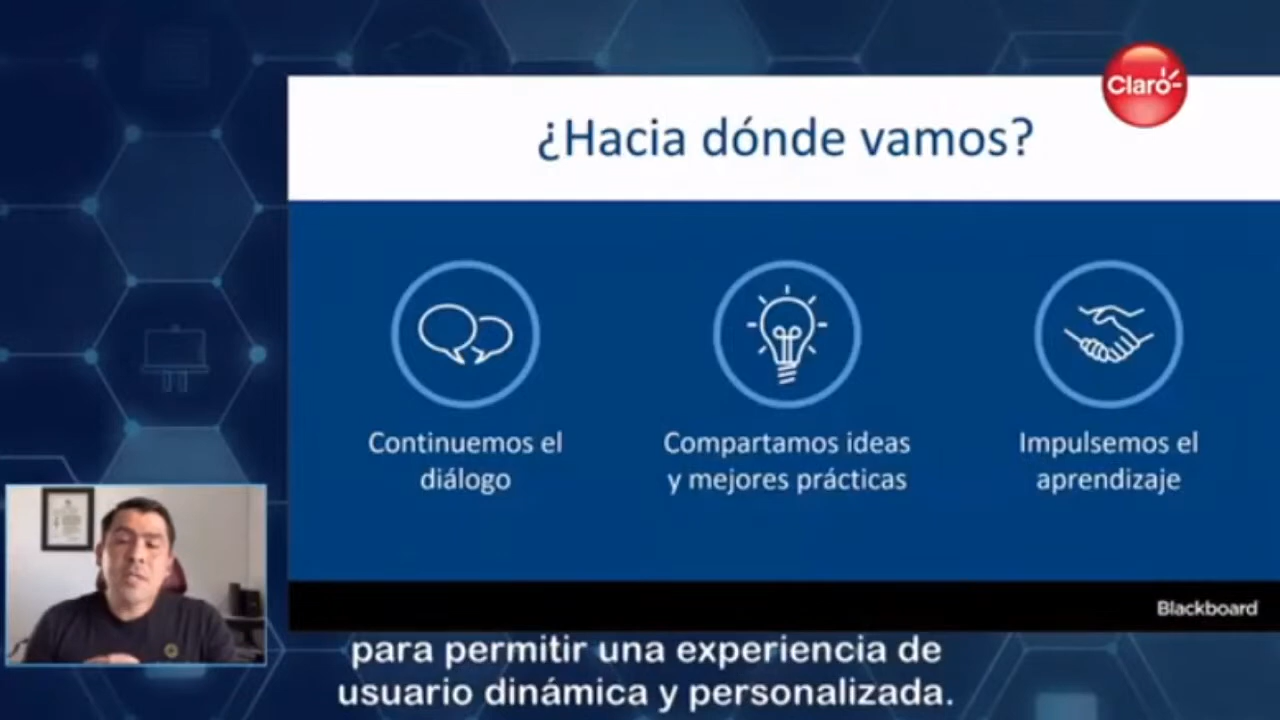 Claro
¿Hacia dónde vamos?
Continuemos el
diálogo
Compartamos ideas
y mejores prácticas
Impulsemos el
aprendizaje
Blackboard
para permitir una experiencia de
usuario dinámica y personalizada.